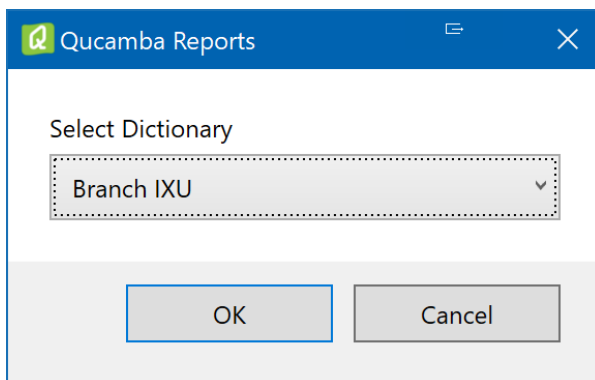 Qucamba Reports
Select Dictionary
Branch IXU
OK
Cancel